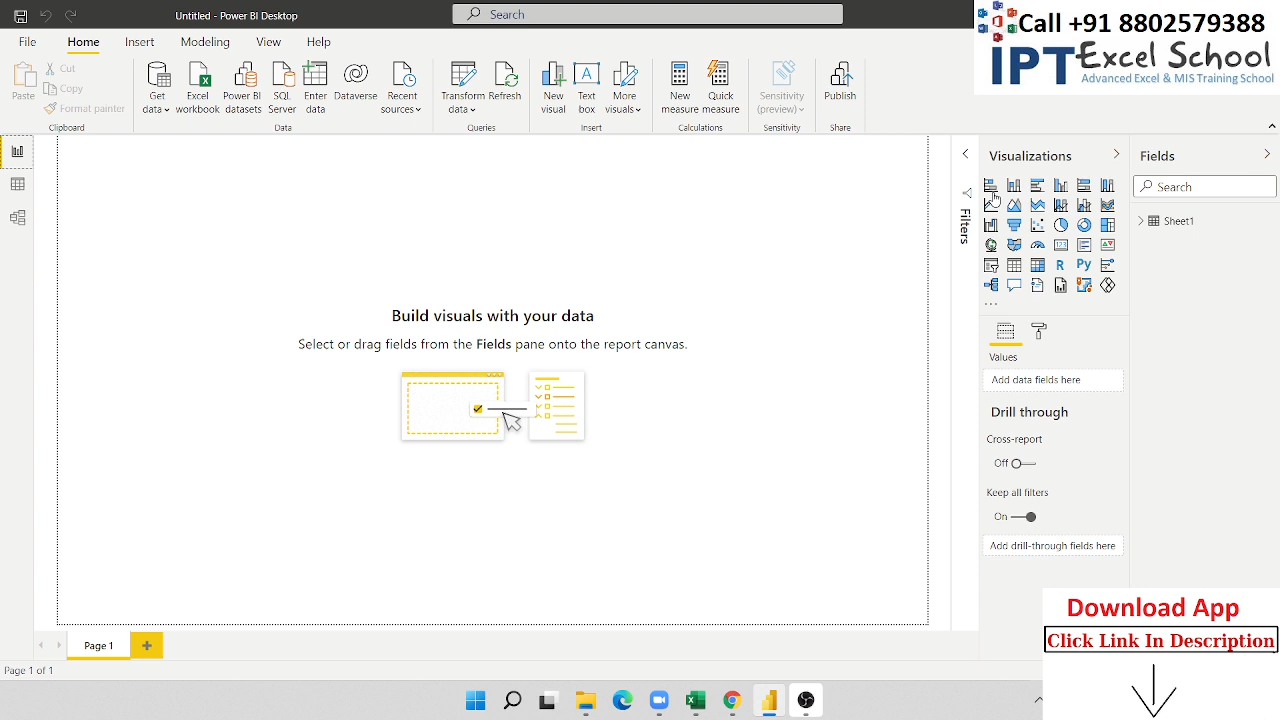 Untitled - Power BI Desktop
Search
Call +91 8802579388
IPT Excel School
Advanced Excel & MIS Training School
File
Home
Insert
Modeling
View
Help
Paste
Cut
Copy
Format painter
Clipboard
Get data
Excel workbook
Power BI datasets
SQL Server
Enter data
Dataverse
Recent sources
Data
Transform data
Refresh
Queries
New visual
Text box
More visuals
Insert
New measure
Quick measure
Calculations
Sensitivity (preview)
Sensitivity
Publish
Share
Filters
Visualizations
R
Py
123
Values
Add data fields here
Drill through
Cross-report
Off
Keep all filters
On
Add drill-through fields here
Fields
Search
Sheet1
Build visuals with your data
Select or drag fields from the Fields pane onto the report canvas.
Page 1
Page 1 of 1
Download App
Click Link In Description